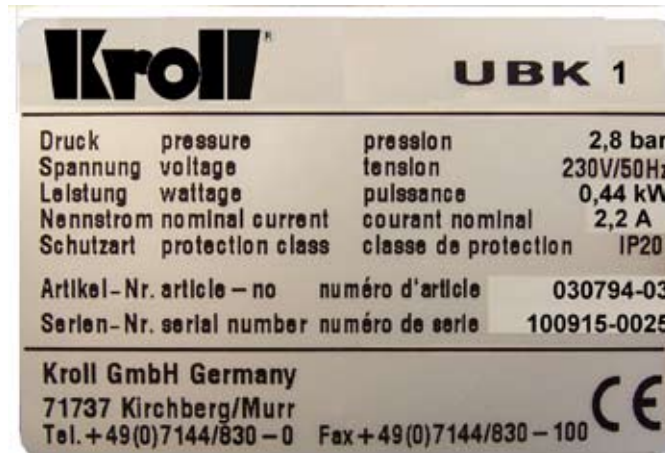 Kroll®
UBK 1
Druck pressure pression 2,8 bar
Spannung voltage tension 230V/50Hz
Leistung wattage puissance 0,44 kW
Nennstrom nominal current courant nominal 2,2 A
Schutzart protection class classe de protection IP20
Artikel-Nr. article – no numéro d'article 030794-03
Serien-Nr. serial number numéro de serie 100915-0025
Kroll GmbH Germany
71737 Kirchberg/Murr
Tel.+49(0)7144/830 – 0 Fax+49(0)7144/830 – 100
CE